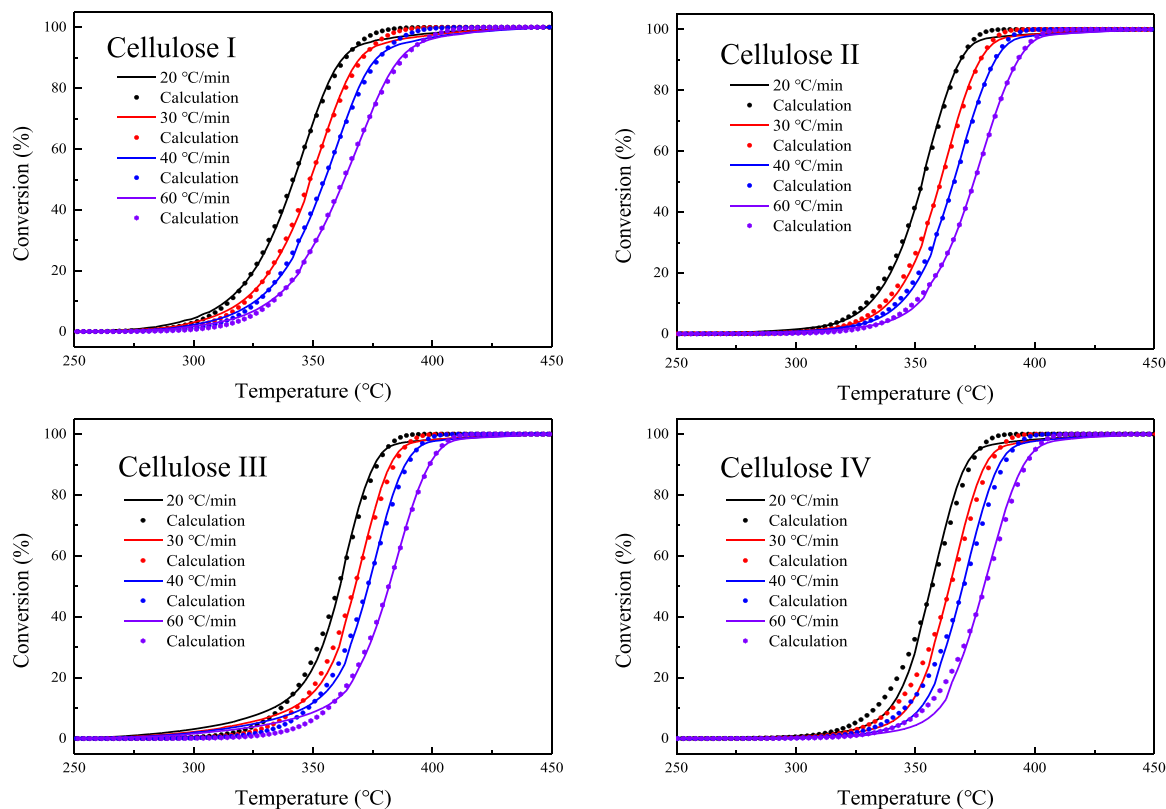 Cellulose I
20 ℃/min
Calculation
30 ℃/min
Calculation
40 ℃/min
Calculation
60 ℃/min
Calculation
Conversion (%)
100
80
60
40
20
0
250
300
350
400
450
Temperature (℃)
Cellulose II
20 ℃/min
Calculation
30 ℃/min
Calculation
40 ℃/min
Calculation
60 ℃/min
Calculation
Conversion (%)
100
80
60
40
20
0
250
300
350
400
450
Temperature (℃)
Cellulose III
20 ℃/min
Calculation
30 ℃/min
Calculation
40 ℃/min
Calculation
60 ℃/min
Calculation
Conversion (%)
100
80
60
40
20
0
250
300
350
400
450
Temperature (℃)
Cellulose IV
20 ℃/min
Calculation
30 ℃/min
Calculation
40 ℃/min
Calculation
60 ℃/min
Calculation
Conversion (%)
100
80
60
40
20
0
250
300
350
400
450
Temperature (℃)